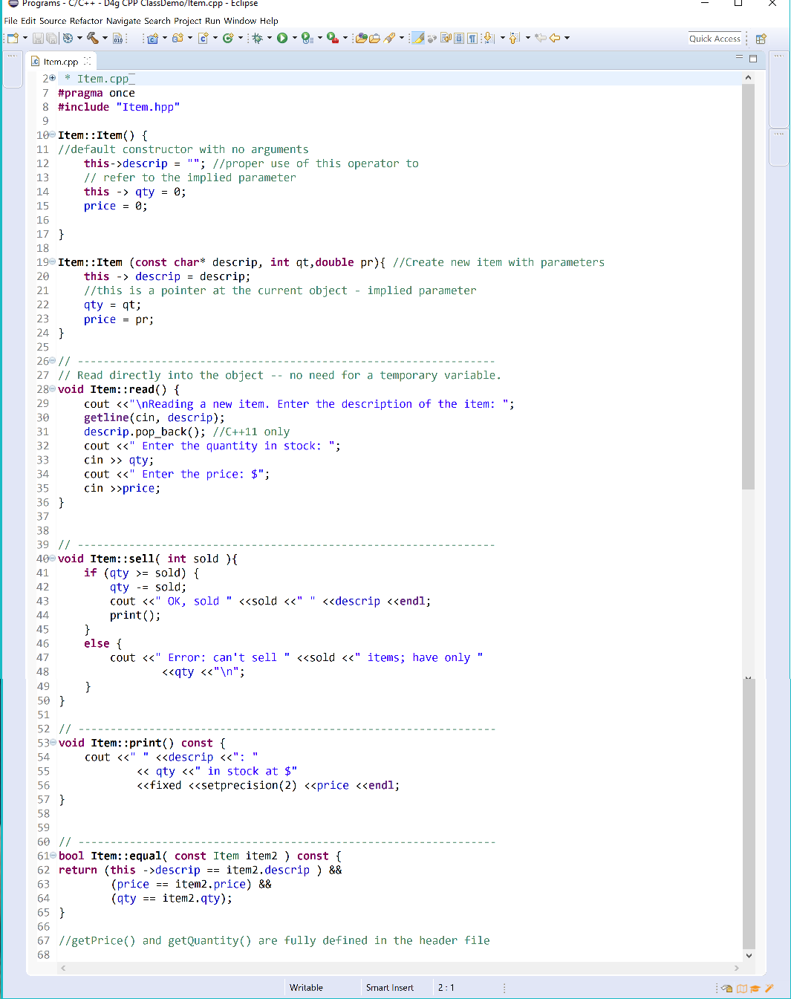 Programs - C/C++ - D4g CPP ClassDemo/Item.cpp - Eclipse
File Edit Source Refactor Navigate Search Project Run Window Help
Quick Access
Item.cpp
2 * Item.cpp
7 #pragma once
8 #include "Item.hpp"
9
10 Item::Item() {
11 //default constructor with no arguments
12     this->descrip = ""; //proper use of this operator to
13     // refer to the implied parameter
14     this -> qty = 0;
15     price = 0;
16
17 }
18
19 Item::Item (const char* descrip, int qt,double pr){ //Create new item with parameters
20     this -> descrip = descrip;
21     //this is a pointer at the current object - implied parameter
22     qty = qt;
23     price = pr;
24 }
25
26 // -----------------------------------------------------------------
27 // Read directly into the object -- no need for a temporary variable.
28 void Item::read() {
29     cout <<"\nReading a new item. Enter the description of the item: ";
30     getline(cin, descrip);
31     descrip.pop_back(); //C++11 only
32     cout <<" Enter the quantity in stock: ";
33     cin >> qty;
34     cout <<" Enter the price: $";
35     cin >>price;
36 }
37
38
39 // -----------------------------------------------------------------
40 void Item::sell( int sold ){
41     if (qty >= sold) {
42         qty -= sold;
43         cout <<" OK, sold " <<sold <<" " <<descrip <<endl;
44         print();
45     }
46     else {
47         cout <<" Error: can't sell " <<sold <<" items; have only "
48                 <<qty <<"\n";
49     }
50 }
51
52 // -----------------------------------------------------------------
53 void Item::print() const {
54     cout <<" " <<descrip <<": "
55             << qty <<" in stock at $"
56             <<fixed <<setprecision(2) <<price <<endl;
57 }
58
59
60 // -----------------------------------------------------------------
61 bool Item::equal( const Item item2 ) const {
62 return (this ->descrip == item2.descrip ) &&
63         (price == item2.price) &&
64         (qty == item2.qty);
65 }
66
67 //getPrice() and getQuantity() are fully defined in the header file
68
Writable Smart Insert 2 : 1